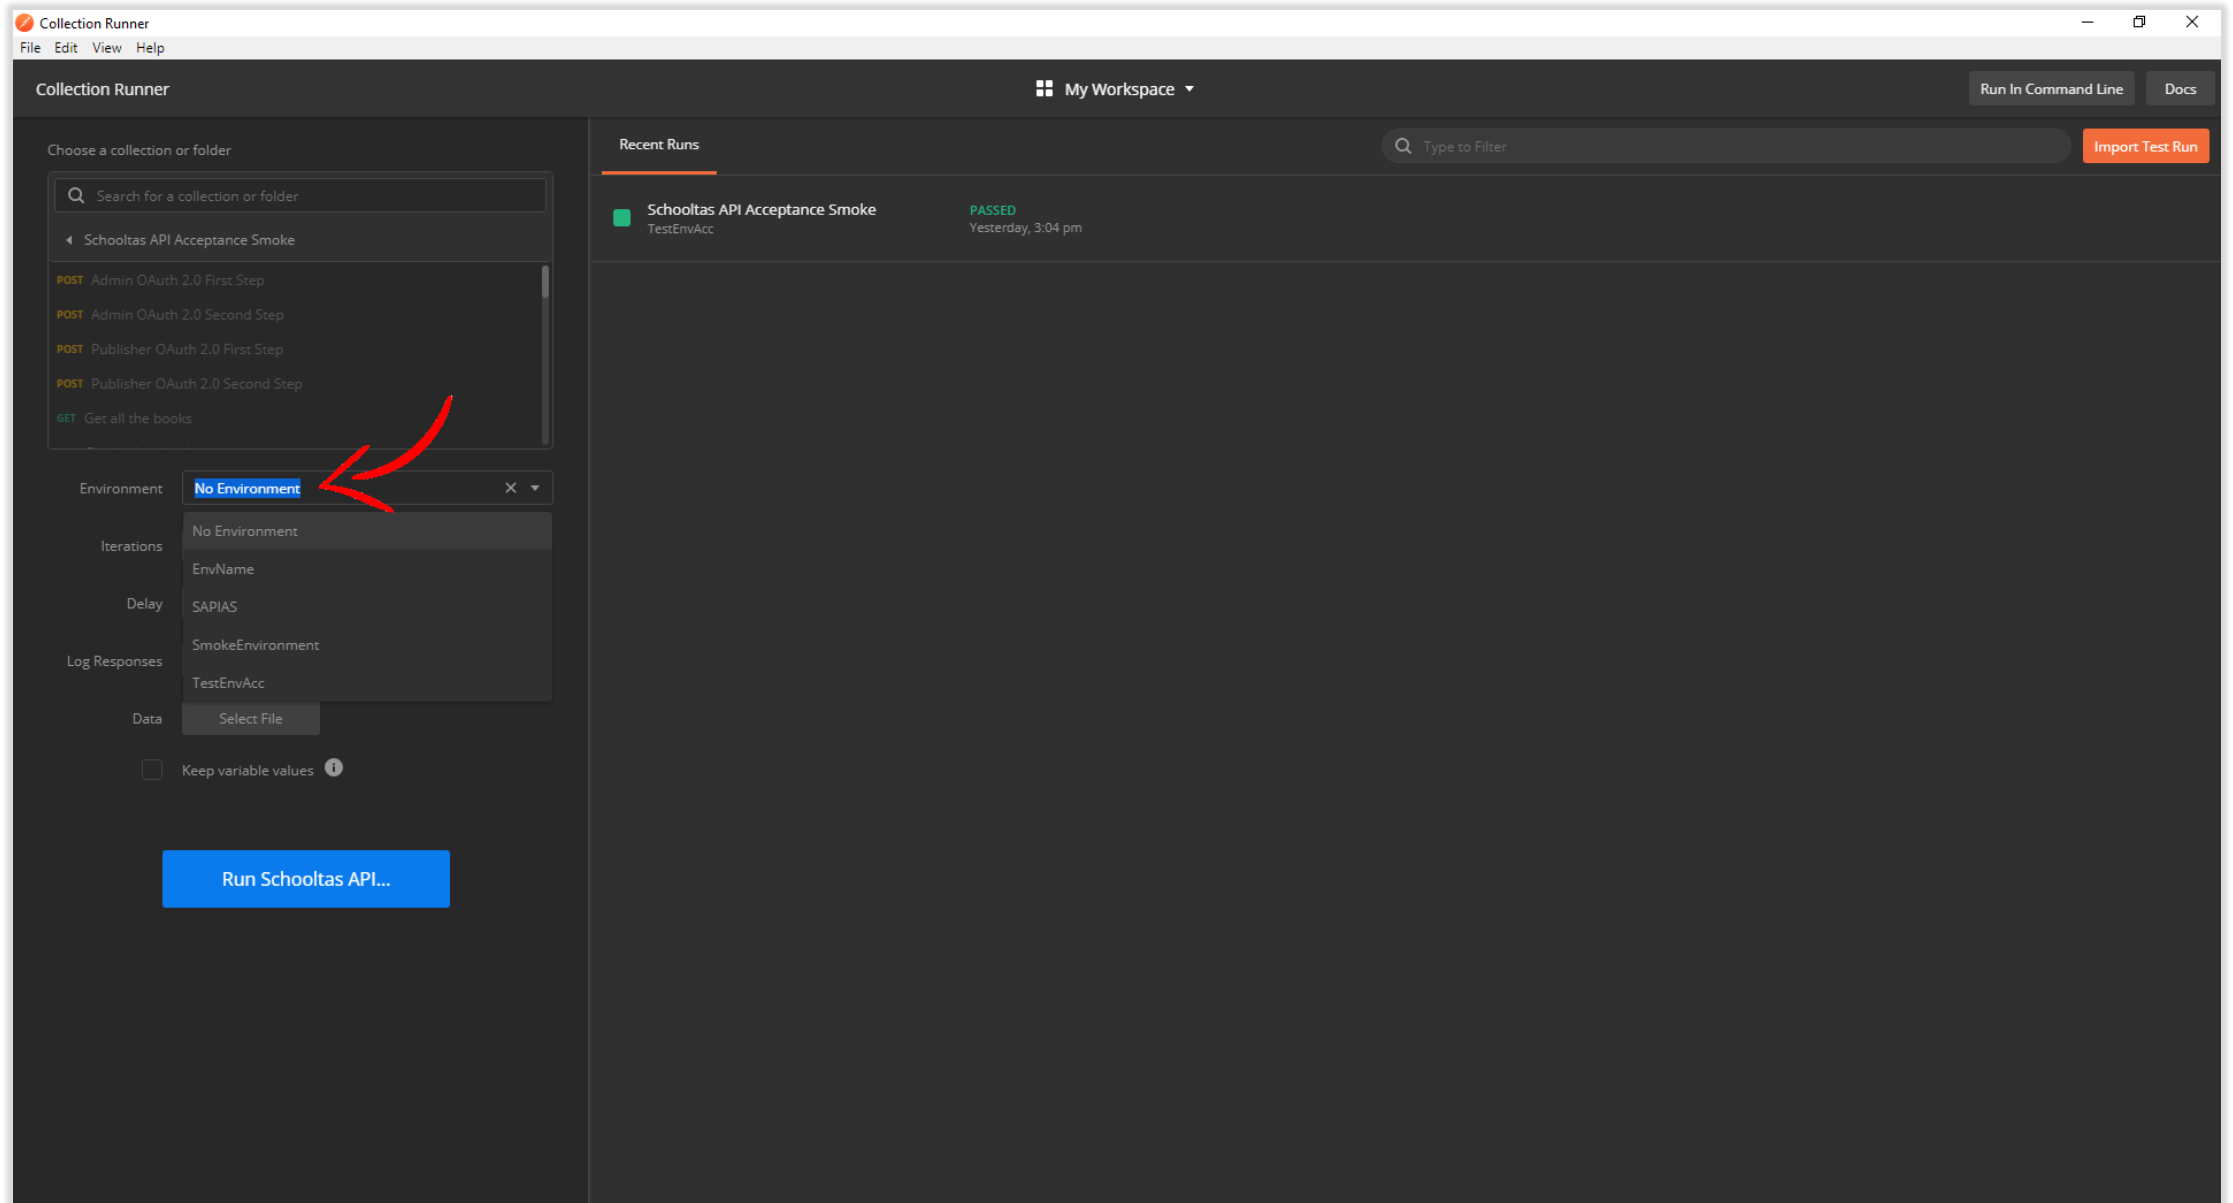 Collection Runner
File Edit View Help
Collection Runner
My Workspace
Run In Command Line
Docs
Choose a collection or folder
Search for a collection or folder
Schooltas API Acceptance Smoke
POST Admin OAuth 2.0 First Step
POST Admin OAuth 2.0 Second Step
POST Publisher OAuth 2.0 First Step
POST Publisher OAuth 2.0 Second Step
GET Get all the books
Environment No Environment
No Environment
Iterations
EnvName
Delay
SAPIAS
SmokeEnvironment
Log Responses
TestEnvAcc
Data Select File
Keep variable values
Run Schooltas API...
Recent Runs
Type to Filter
Import Test Run
Schooltas API Acceptance Smoke PASSED
TestEnvAcc Yesterday, 3:04 pm